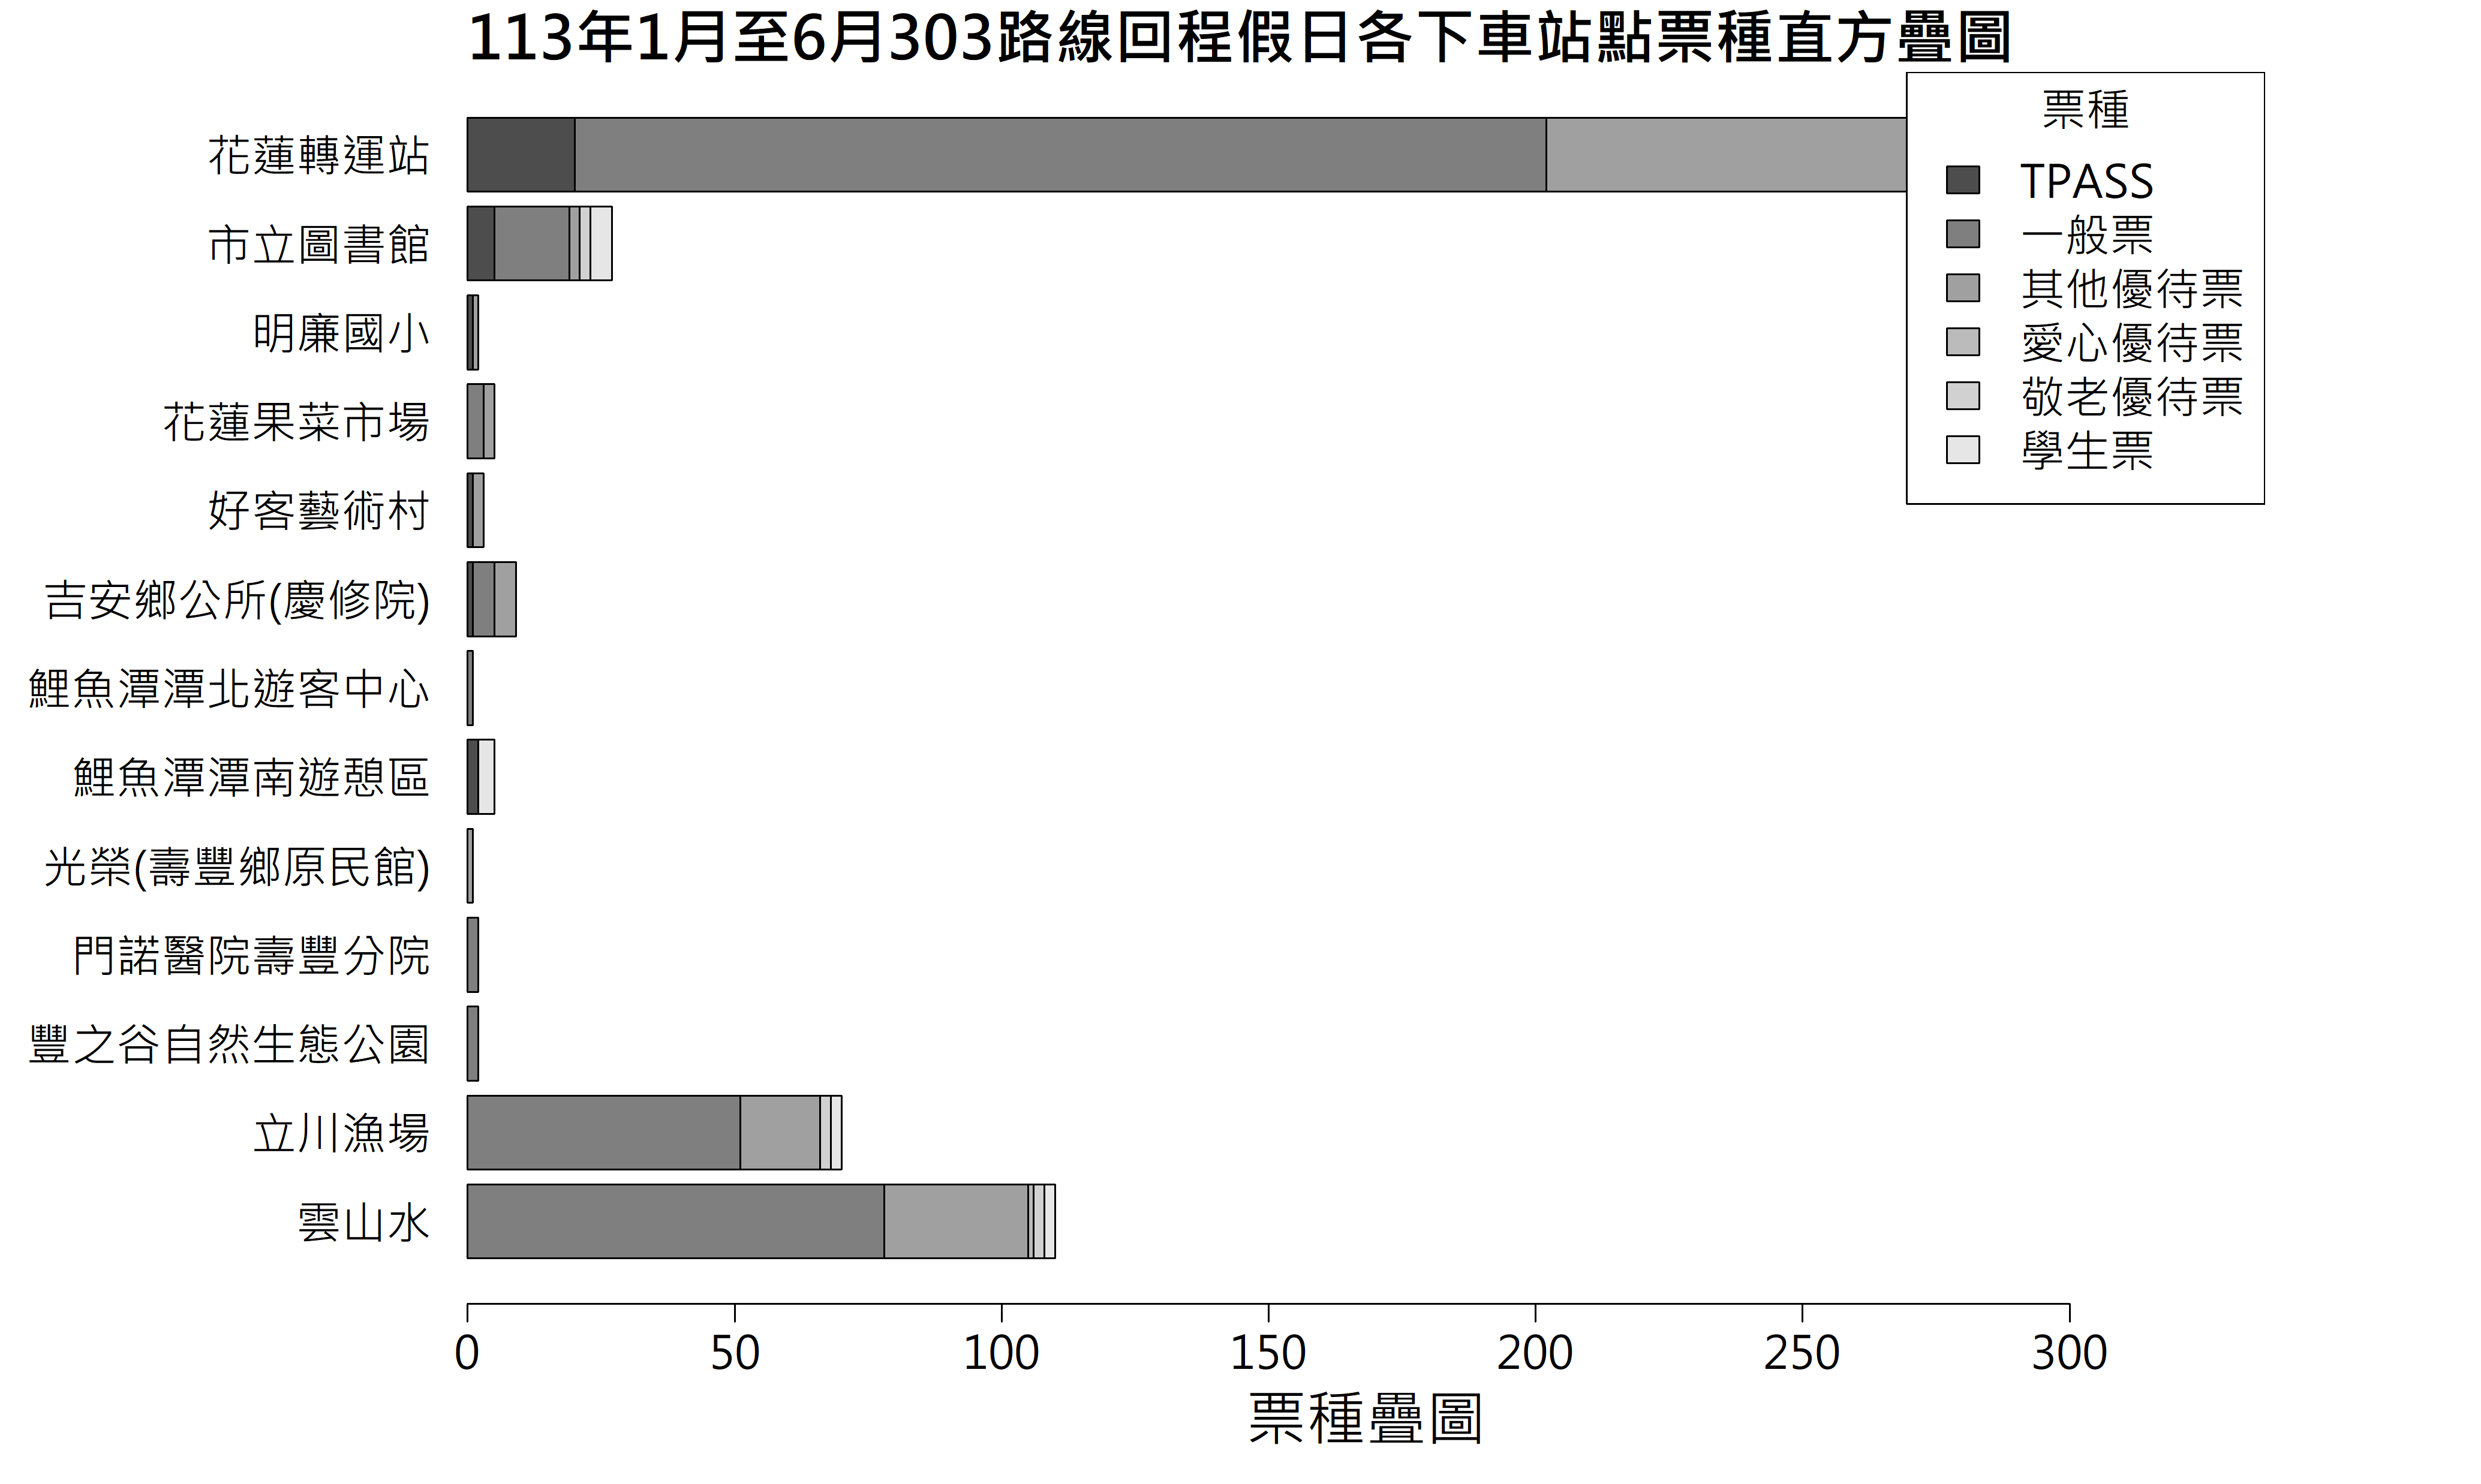 113年1月至6月303路線回程假日各下車站點票種直方疊圖
票種
TPASS
一般票
其他優待票
愛心優待票
敬老優待票
學生票
花蓮轉運站
市立圖書館
明廉國小
花蓮果菜市場
好客藝術村
吉安鄉公所(慶修院)
鯉魚潭潭北遊客中心
鯉魚潭潭南遊憩區
光榮(壽豐鄉原民館)
門諾醫院壽豐分院
豐之谷自然生態公園
立川漁場
雲山水
0 50 100 150 200 250 300
票種疊圖